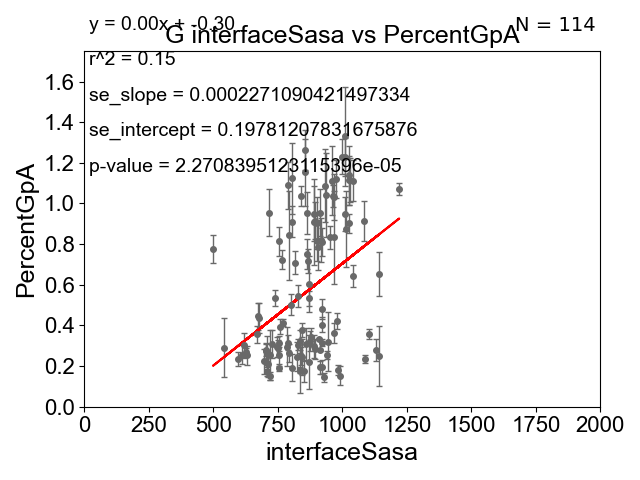 y = 0.00x + -0.30
N = 114
G interfaceSasa vs PercentGpA
r^2 = 0.15
se_slope = 0.0002271090421497334
se_intercept = 0.19781207831675876
p-value = 2.2708395123115396e-05
PercentGpA
1.6
1.4
1.2
1.0
0.8
0.6
0.4
0.2
0.0
0
250
500
750
1000
1250
1500
1750
2000
interfaceSasa